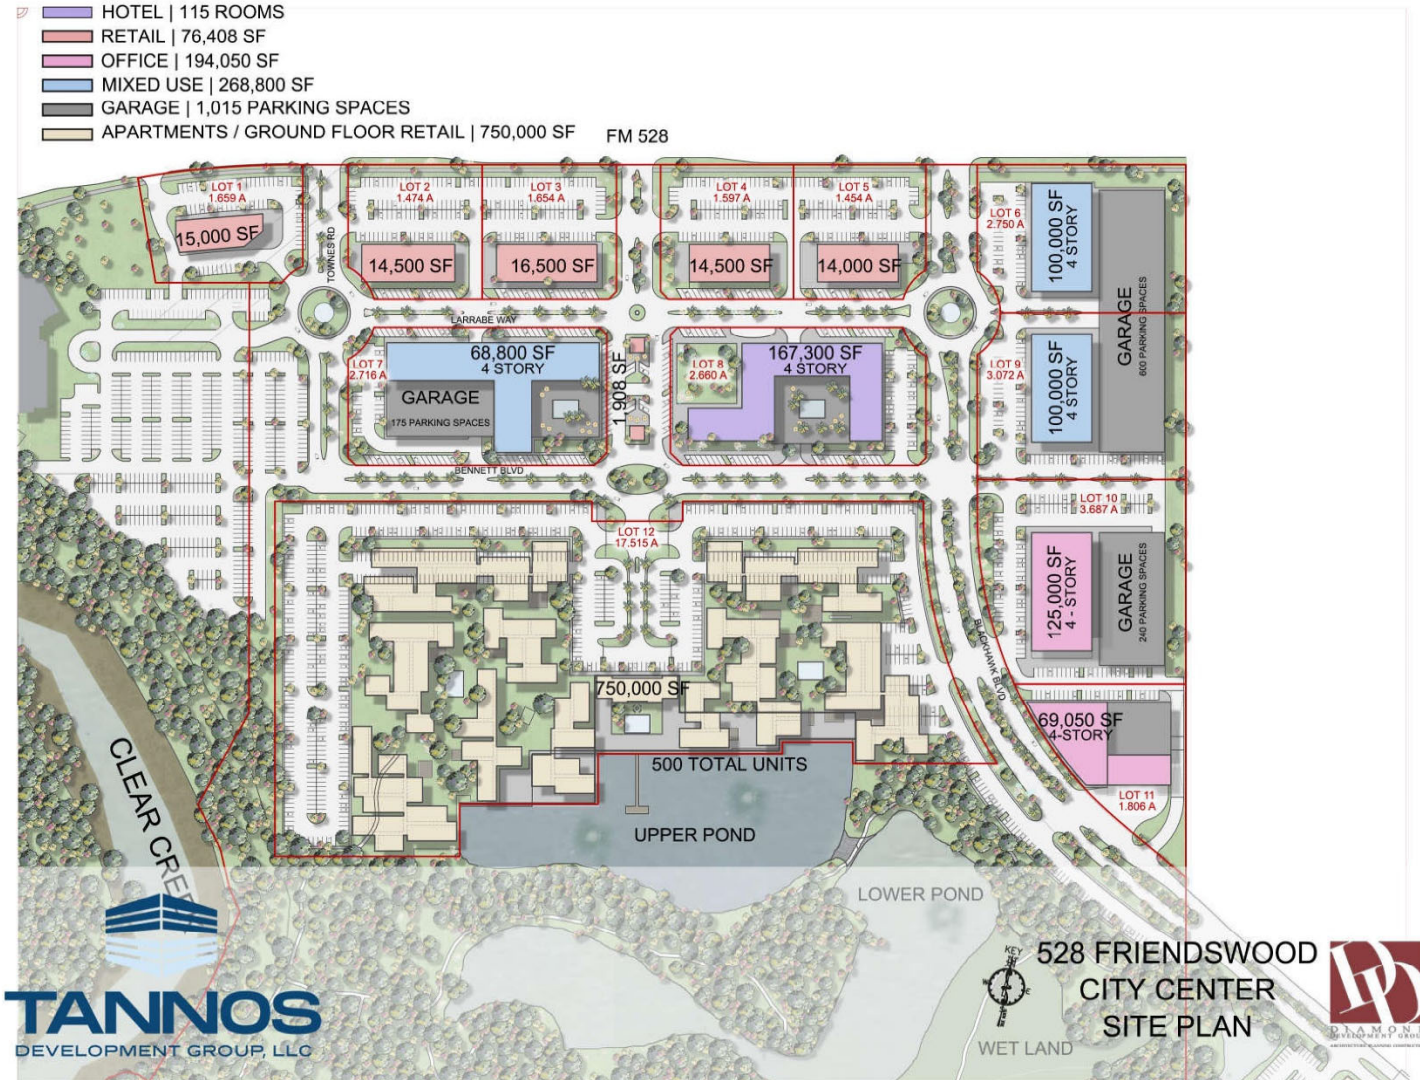 HOTEL | 115 ROOMS
RETAIL | 76,408 SF
OFFICE | 194,050 SF
MIXED USE | 268,800 SF
GARAGE | 1,015 PARKING SPACES
APARTMENTS / GROUND FLOOR RETAIL | 750,000 SF
FM 528
LOT 1
1.659 A
15,000 SF
TOWNES RD
LOT 2
1.474 A
14,500 SF
LOT 3
1.654 A
16,500 SF
LOT 4
1.597 A
14,500 SF
LOT 5
1.454 A
14,000 SF
LOT 6
2.750 A
100,000 SF
4 STORY
GARAGE
600 PARKING SPACES
LARRABE WAY
LOT 7
2.716 A
68,800 SF
4 STORY
GARAGE
175 PARKING SPACES
1,908 SF
LOT 8
2.660 A
167,300 SF
4 STORY
LOT 9
3.072 A
100,000 SF
4 STORY
BENNETT BLVD
LOT 10
3.687 A
125,000 SF
4 - STORY
GARAGE
240 PARKING SPACES
LOT 12
17.515 A
BLACKHAWK BLVD
750,000 SF
69,050 SF
4-STORY
LOT 11
1.806 A
500 TOTAL UNITS
UPPER POND
CLEAR CREEK
LOWER POND
WET LAND
KEY
528 FRIENDSWOOD
CITY CENTER
SITE PLAN
TANNOS
DEVELOPMENT GROUP, LLC
DIAMOND
DEVELOPMENT GROUP